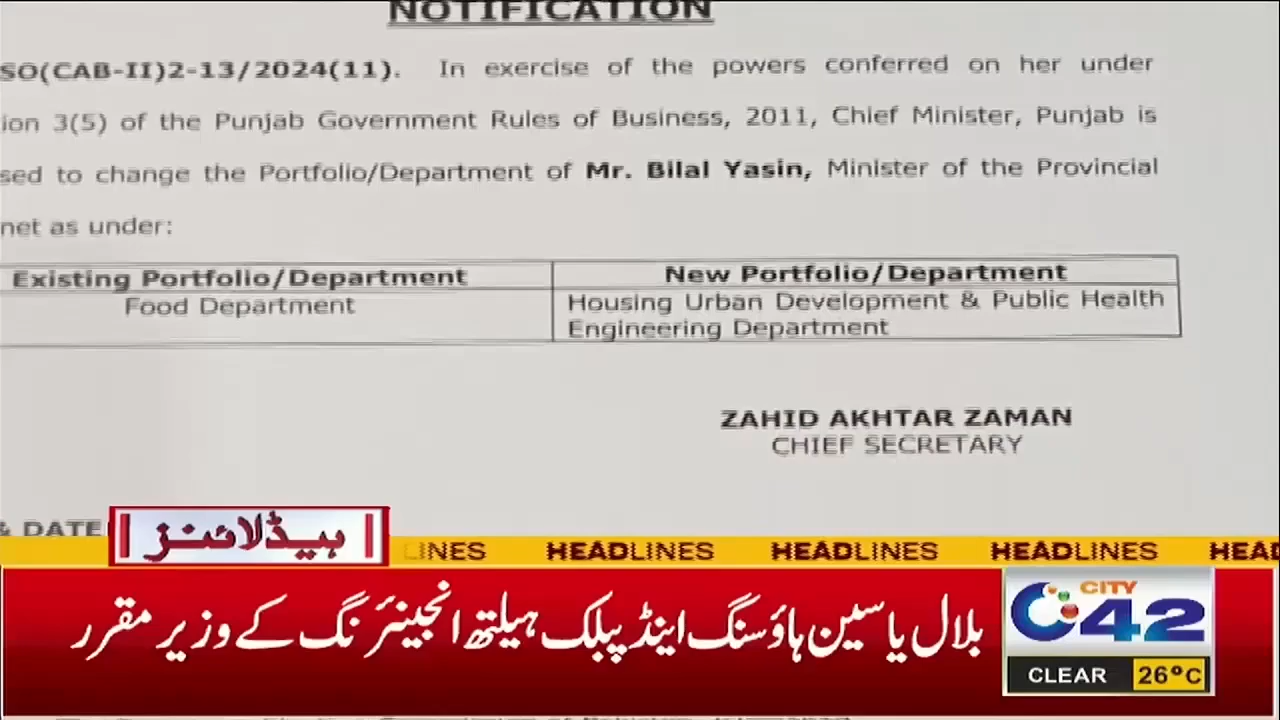 NOTIFICATION
SO(CAB-II)2-13/2024(11). In exercise of the powers conferred on her under
ion 3(5) of the Punjab Government Rules of Business, 2011, Chief Minister, Punjab is
sed to change the Portfolio/Department of Mr. Bilal Yasin, Minister of the Provincial
net as under:
Existing Portfolio/Department New Portfolio/Department
Food Department Housing Urban Development & Public Health
Engineering Department
ZAHID AKHTAR ZAMAN
CHIEF SECRETARY
& DATE
ہیڈلائنز
LINES HEADLINES HEADLINES HEADLINES HEAD
بلال یاسین ہاؤسنگ اینڈ پبلک ہیلتھ انجینئرنگ کے وزیر مقرر
CITY
42
CLEAR 26°C